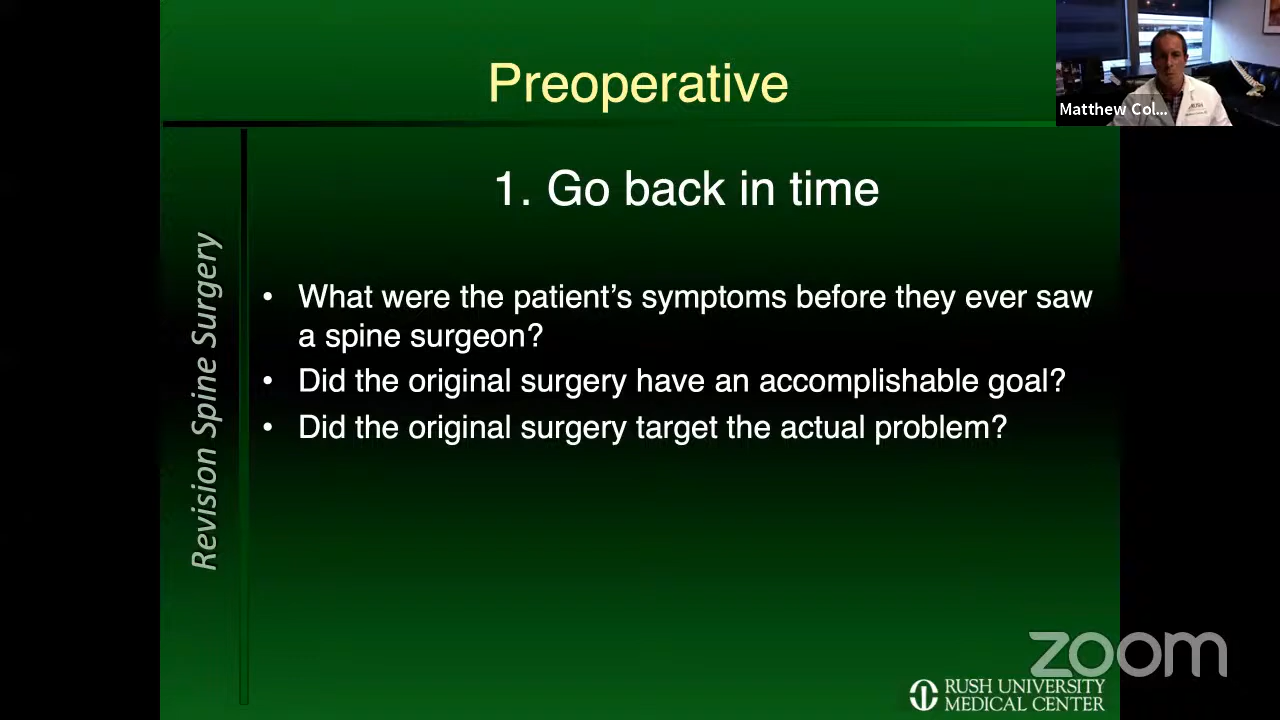 Preoperative
Matthew Col...
1. Go back in time
Revision Spine Surgery
• What were the patient’s symptoms before they ever saw
a spine surgeon?
• Did the original surgery have an accomplishable goal?
• Did the original surgery target the actual problem?
zoom
RUSH UNIVERSITY
MEDICAL CENTER